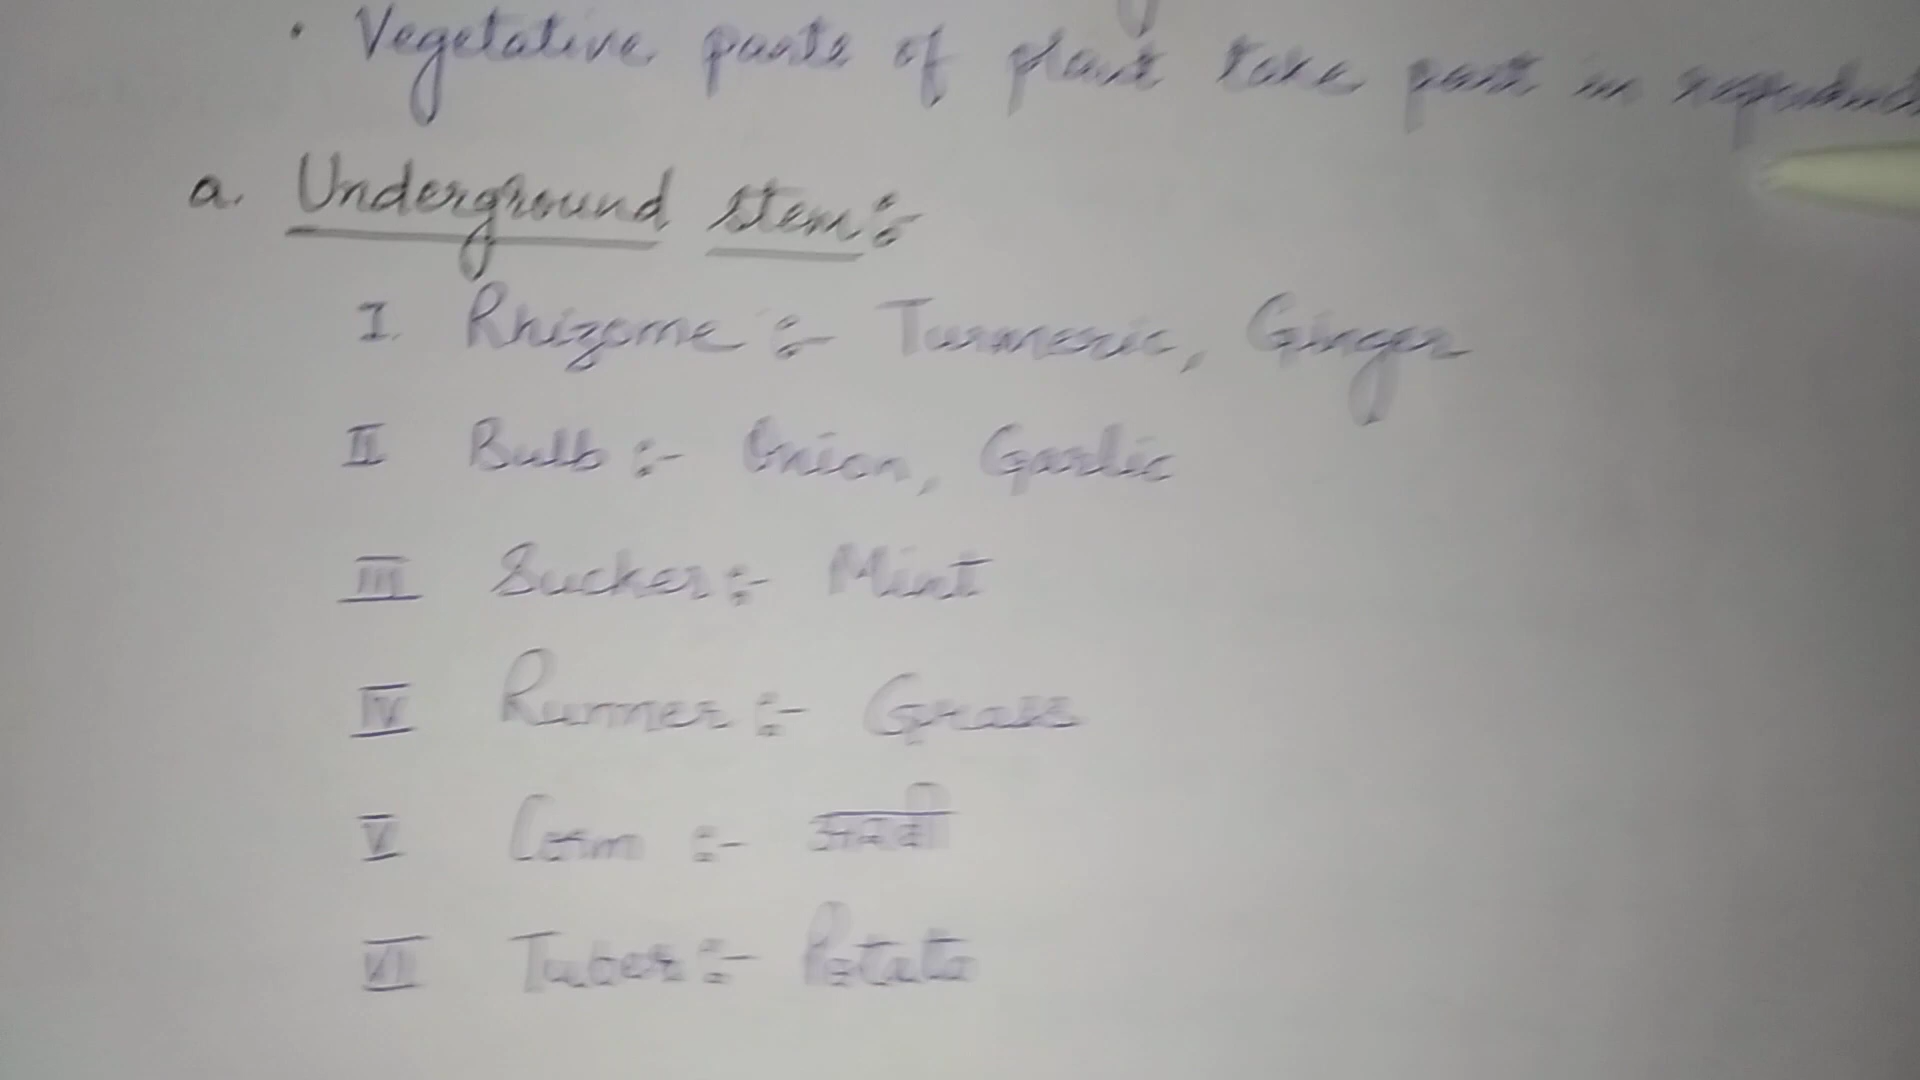 • Vegetative parts of plant take part in
a. Underground stem :-
I. Rhizome :- Turmeric, Ginger
II Bulb :- Onion, Garlic
III Sucker :- Mint
IV Runner :- Grass
V Corm :- अरबी
VI Tuber :- Potato